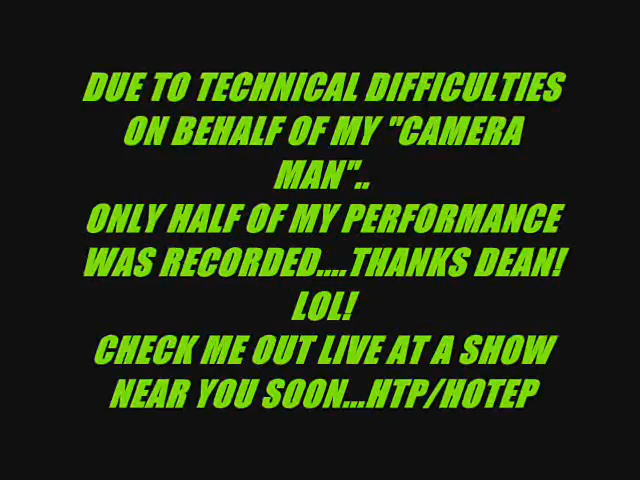 DUE TO TECHNICAL DIFFICULTIES
ON BEHALF OF MY "CAMERA
MAN"..
ONLY HALF OF MY PERFORMANCE
WAS RECORDED....THANKS DEAN!
LOL!
CHECK ME OUT LIVE AT A SHOW
NEAR YOU SOON...HTP/HOTEP